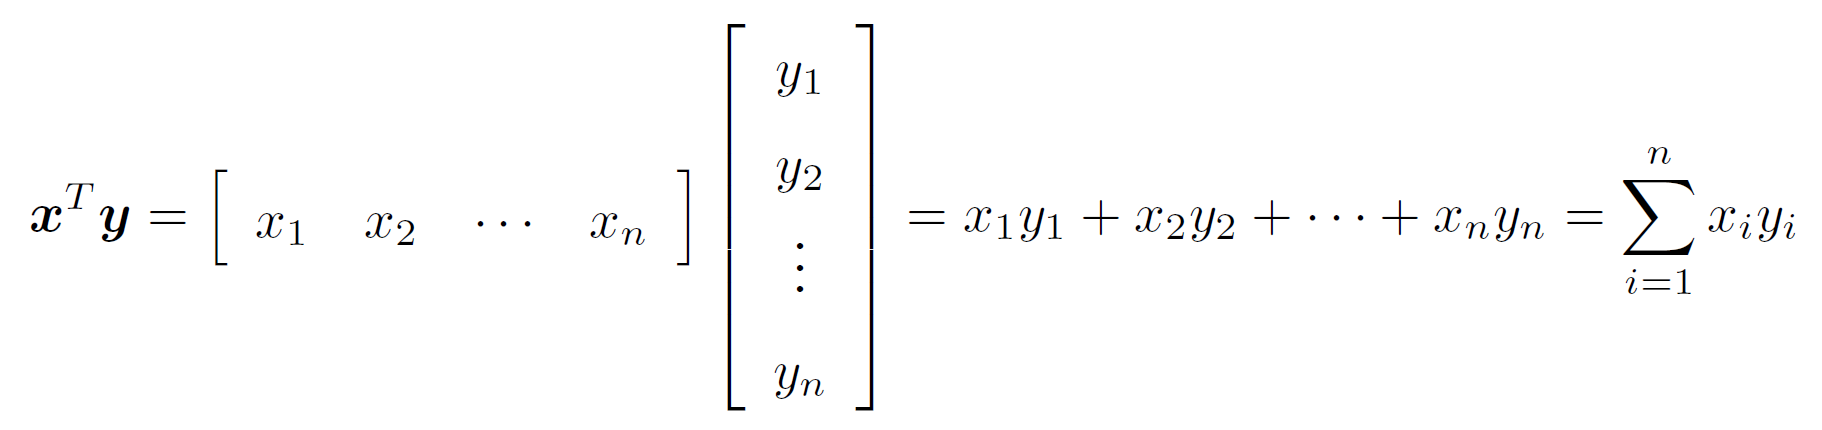 $\boldsymbol{x}^T \boldsymbol{y} = \begin{bmatrix} x_1 & x_2 & \cdots & x_n \end{bmatrix} \begin{bmatrix} y_1 \\ y_2 \\ \vdots \\ y_n \end{bmatrix} = x_1 y_1 + x_2 y_2 + \cdots + x_n y_n = \sum_{i=1}^{n} x_i y_i$